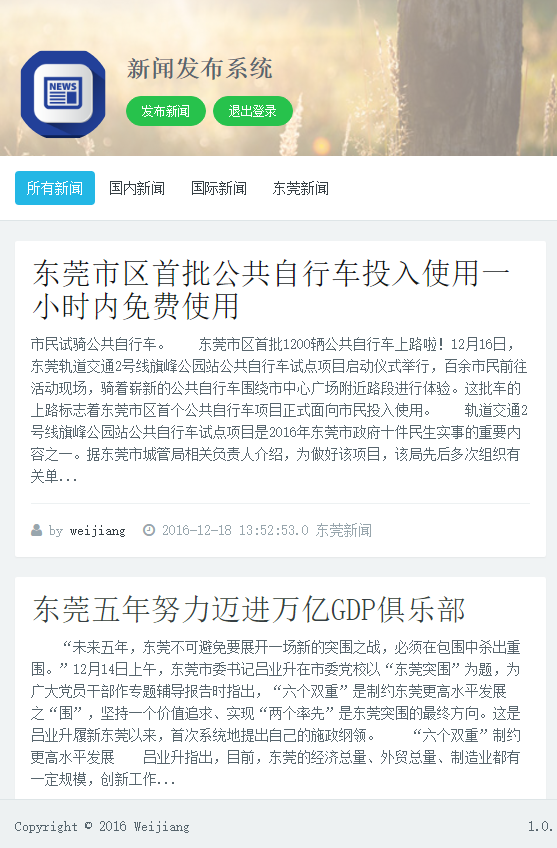 新闻发布系统
NEWS
发布新闻 退出登录
所有新闻 国内新闻 国际新闻 东莞新闻
东莞市区首批公共自行车投入使用一
小时内免费使用
市民试骑公共自行车。　　东莞市区首批1200辆公共自行车上路啦！12月16日，
东莞轨道交通2号线旗峰公园站公共自行车试点项目启动仪式举行，百余市民前往
活动现场，骑着崭新的公共自行车围绕市中心广场附近路段进行体验。这批车的
上路标志着东莞市区首个公共自行车项目正式面向市民投入使用。　　轨道交通2
号线旗峰公园站公共自行车试点项目是2016年东莞市政府十件民生实事的重要内
容之一。据东莞市城管局相关负责人介绍，为做好该项目，该局先后多次组织有
关单...
by weijiang 2016-12-18 13:52:53.0 东莞新闻
东莞五年努力迈进万亿GDP俱乐部
“未来五年，东莞不可避免要展开一场新的突围之战，必须在包围中杀出重
围。”12月14日上午，东莞市委书记吕业升在市委党校以“东莞突围”为题，为
广大党员干部作专题辅导报告时指出，“六个双重”是制约东莞更高水平发展
之“围”，坚持一个价值追求、实现“两个率先”是东莞突围的最终方向。这是
吕业升履新东莞以来，首次系统地提出自己的施政纲领。　　“六个双重”制约
更高水平发展　　吕业升指出，目前，东莞的经济总量、外贸总量、制造业都有
一定规模，创新工作...
Copyright © 2016 Weijiang 1.0.